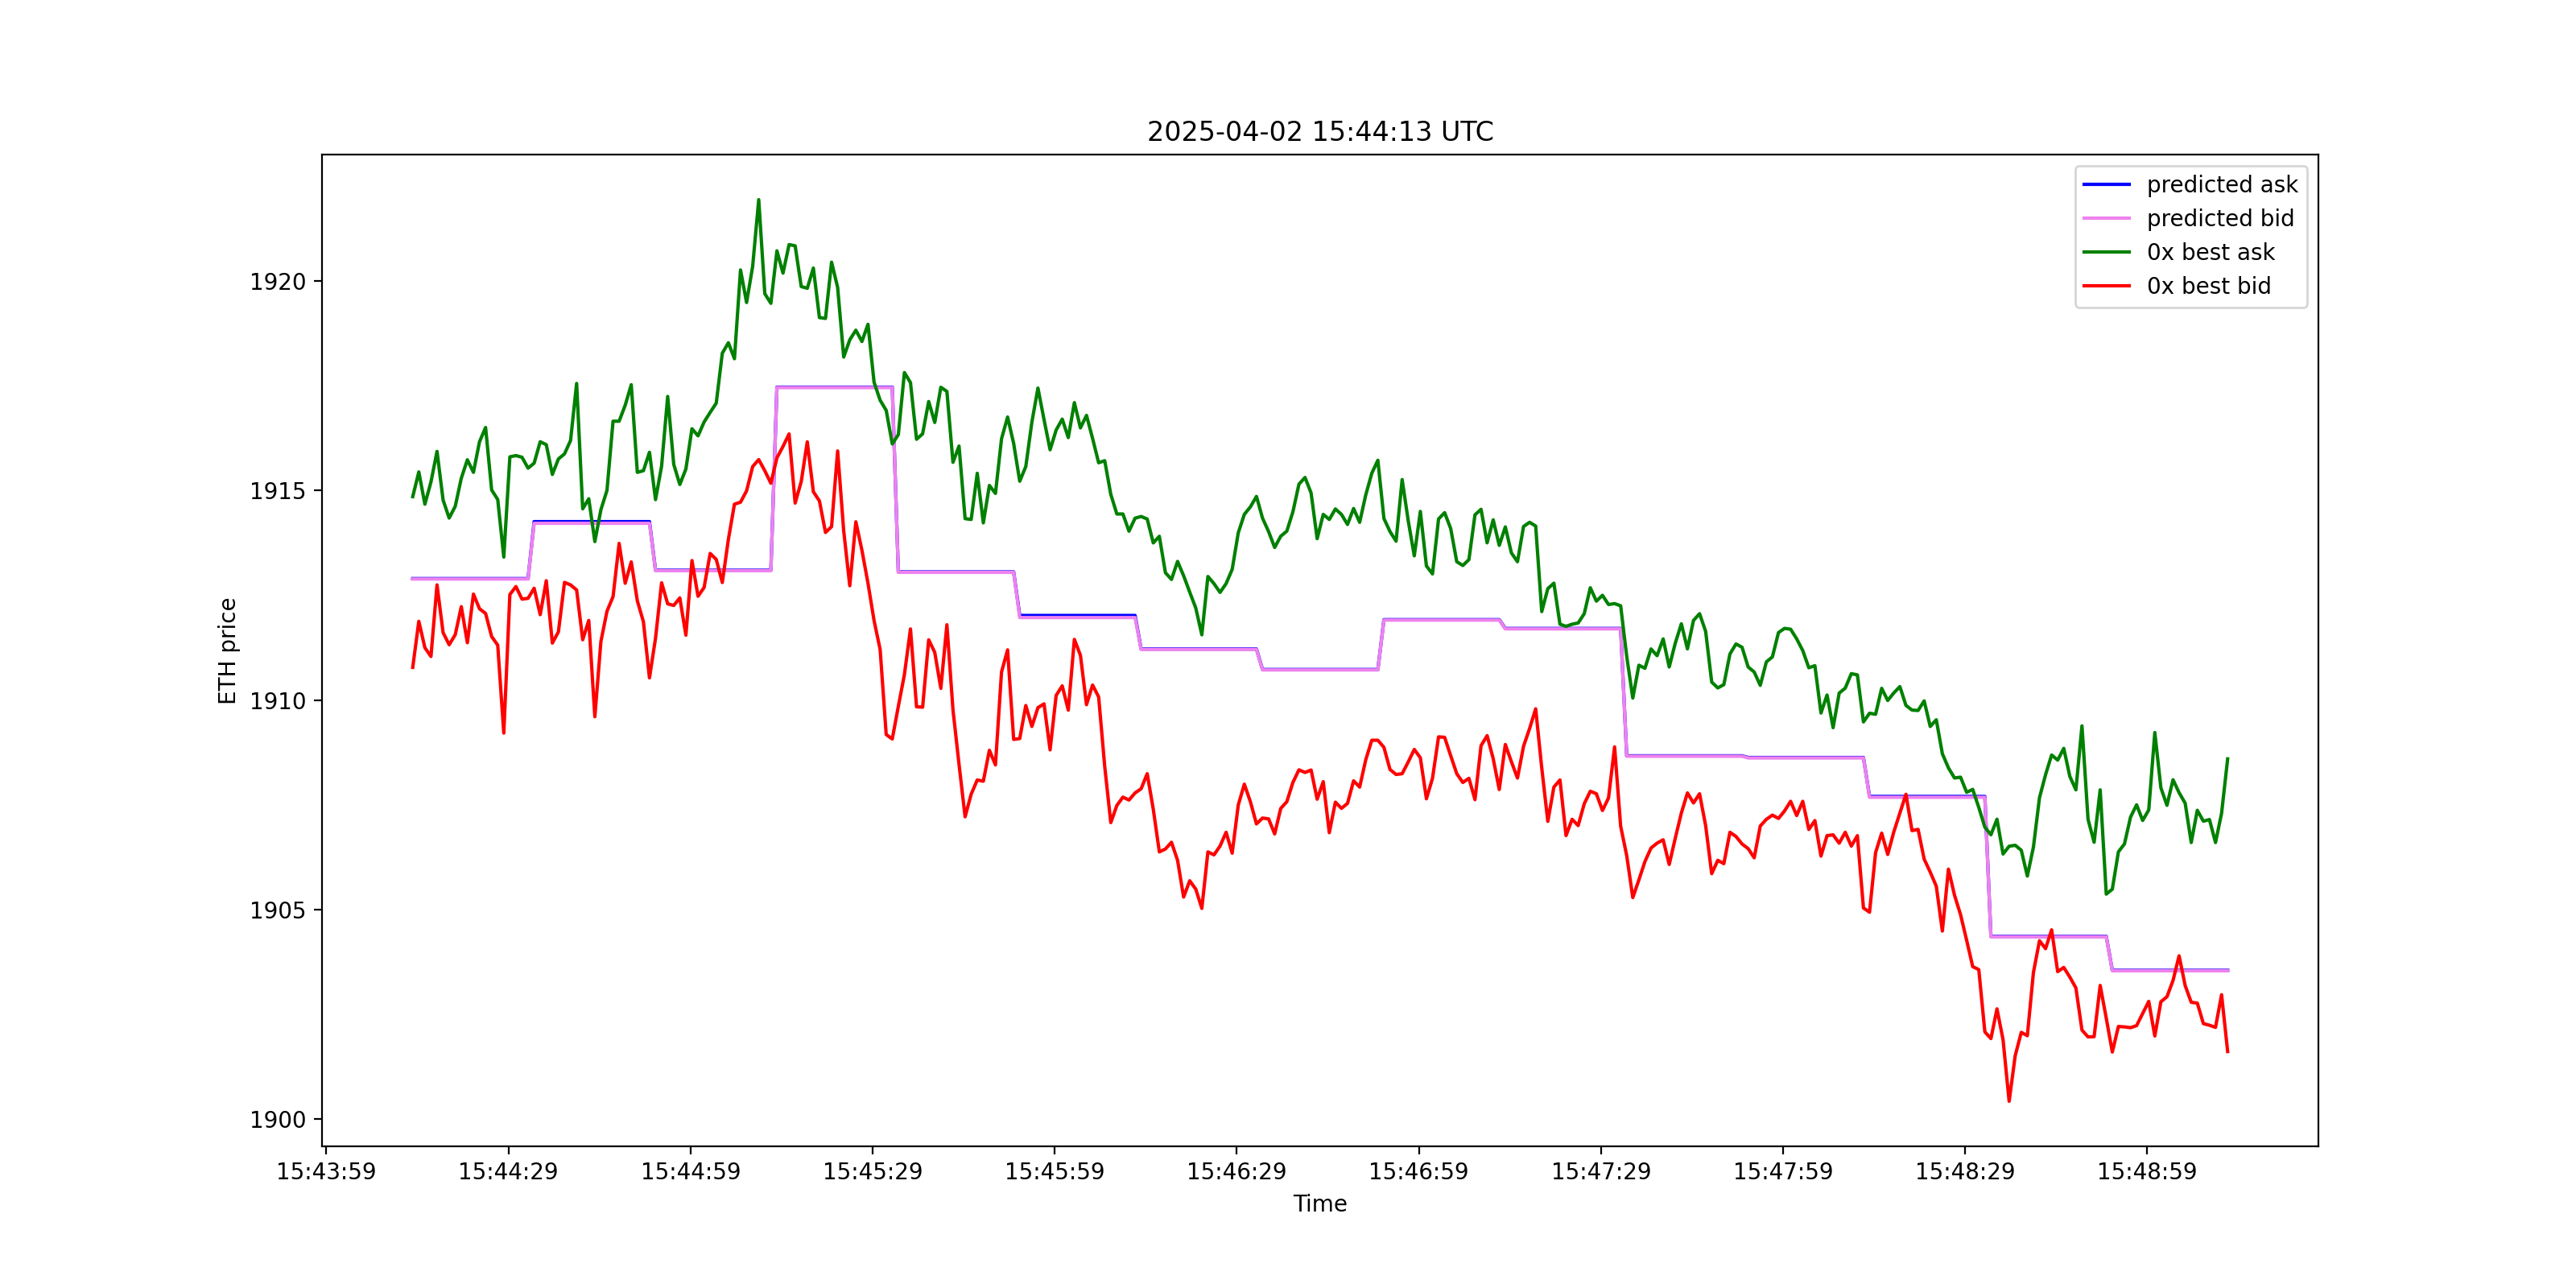 2025-04-02 15:44:13 UTC
predicted ask
predicted bid
0x best ask
0x best bid
ETH price
1920
1915
1910
1905
1900
15:43:59 15:44:29 15:44:59 15:45:29 15:45:59 15:46:29 15:46:59 15:47:29 15:47:59 15:48:29 15:48:59
Time